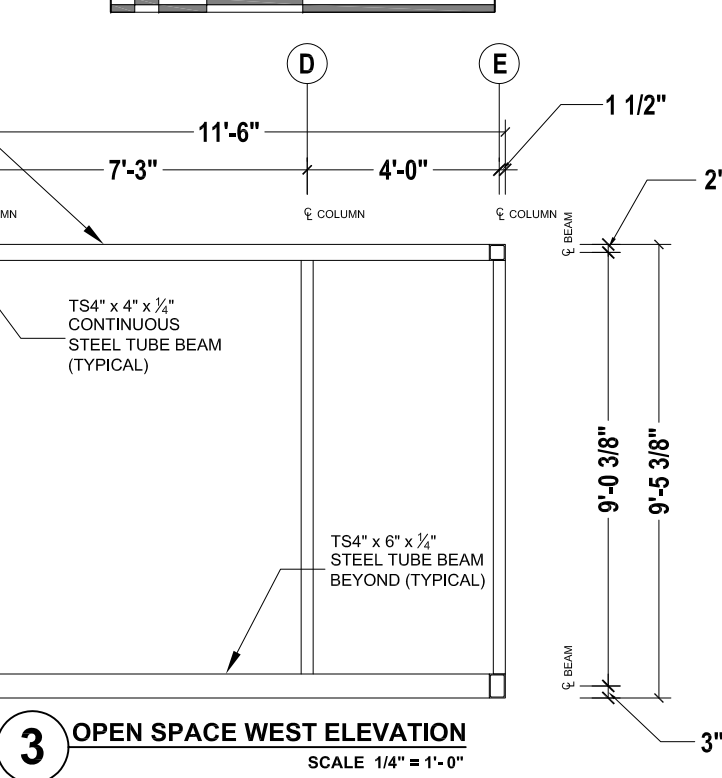 D
E
1 1/2"
11'-6"
7'-3"
4'-0"
2"
℄ COLUMN
℄ COLUMN
℄ BEAM
TS4" x 4" x ¼"
CONTINUOUS
STEEL TUBE BEAM
(TYPICAL)
9'-0 3/8"
9'-5 3/8"
TS4" x 6" x ¼"
STEEL TUBE BEAM
BEYOND (TYPICAL)
℄ BEAM
3 OPEN SPACE WEST ELEVATION
SCALE 1/4" = 1'- 0"
3"